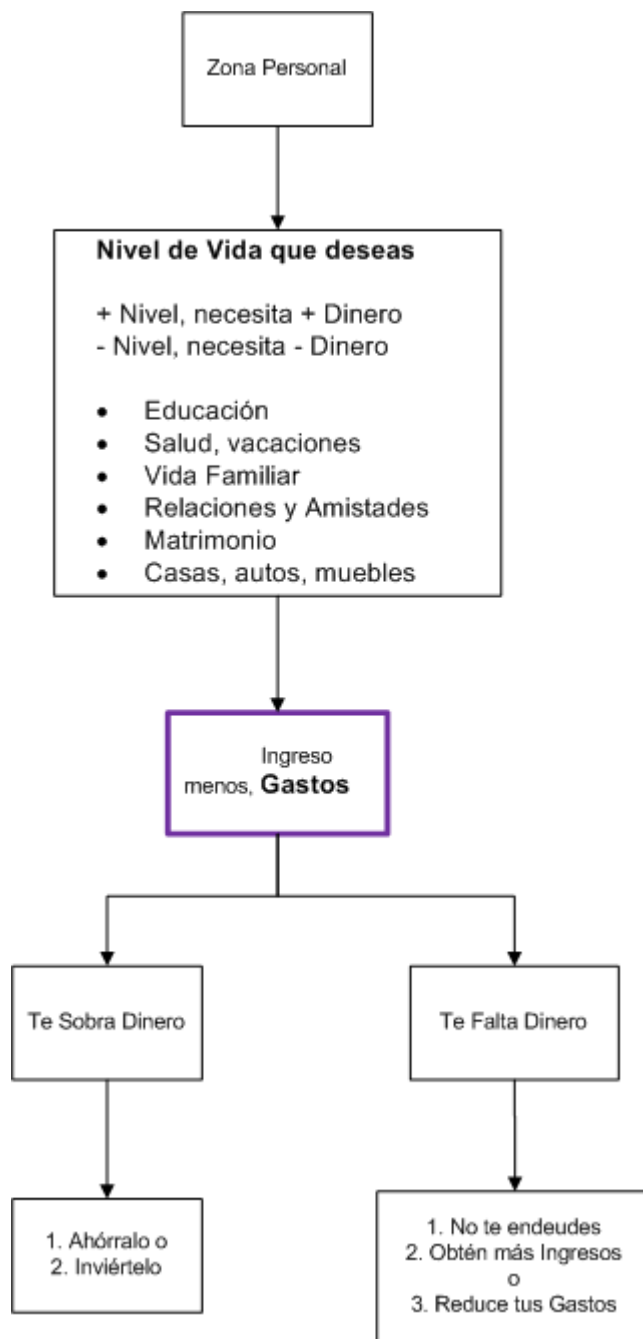 Zona Personal
Nivel de Vida que deseas
+ Nivel, necesita + Dinero
- Nivel, necesita - Dinero
• Educación
• Salud, vacaciones
• Vida Familiar
• Relaciones y Amistades
• Matrimonio
• Casas, autos, muebles
Ingreso
menos, Gastos
Te Sobra Dinero
Te Falta Dinero
1. Ahórralo o
2. Inviértelo
1. No te endeudes
2. Obtén más Ingresos
o
3. Reduce tus Gastos